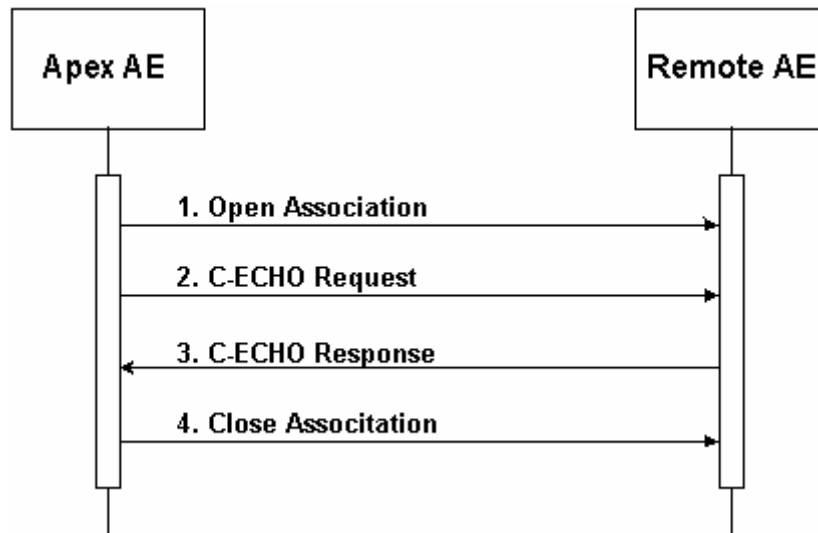 Apex AE
Remote AE
1. Open Association
2. C-ECHO Request
3. C-ECHO Response
4. Close Associtation